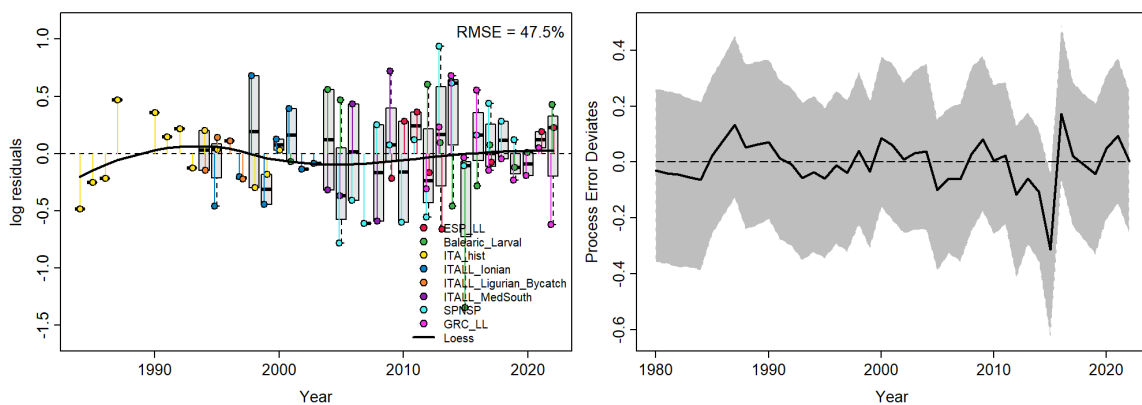 RMSE = 47.5%
log residuals
1.0
0.5
0.0
-0.5
-1.0
-1.5
ESP_LL
Balearic_Larval
ITA_hist
ITALL_Ionian
ITALL_Ligurian_Bycatch
ITALL_MedSouth
SPNSP
GRC_LL
Loess
1990
2000
2010
2020
Year
Process Error Deviates
0.4
0.2
0.0
-0.2
-0.4
-0.6
1980
1990
2000
2010
2020
Year